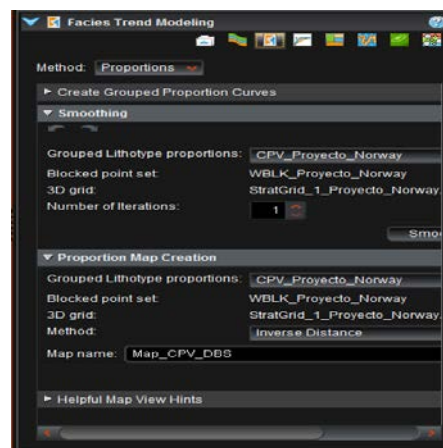 Facies Trend Modeling
Method: Proportions
Create Grouped Proportion Curves
Smoothing
Grouped Lithotype proportions: CPV_Proyecto_Norway
Blocked point set: WBLK_Proyecto_Norway
3D grid: StratGrid_1_Proyecto_Norway.
Number of Iterations: 1
Smo
Proportion Map Creation
Grouped Lithotype proportions: CPV_Proyecto_Norway
Blocked point set: WBLK_Proyecto_Norway
3D grid: StratGrid_1_Proyecto_Norway.
Method: Inverse Distance
Map name: Map_CPV_DBS
Helpful Map View Hints